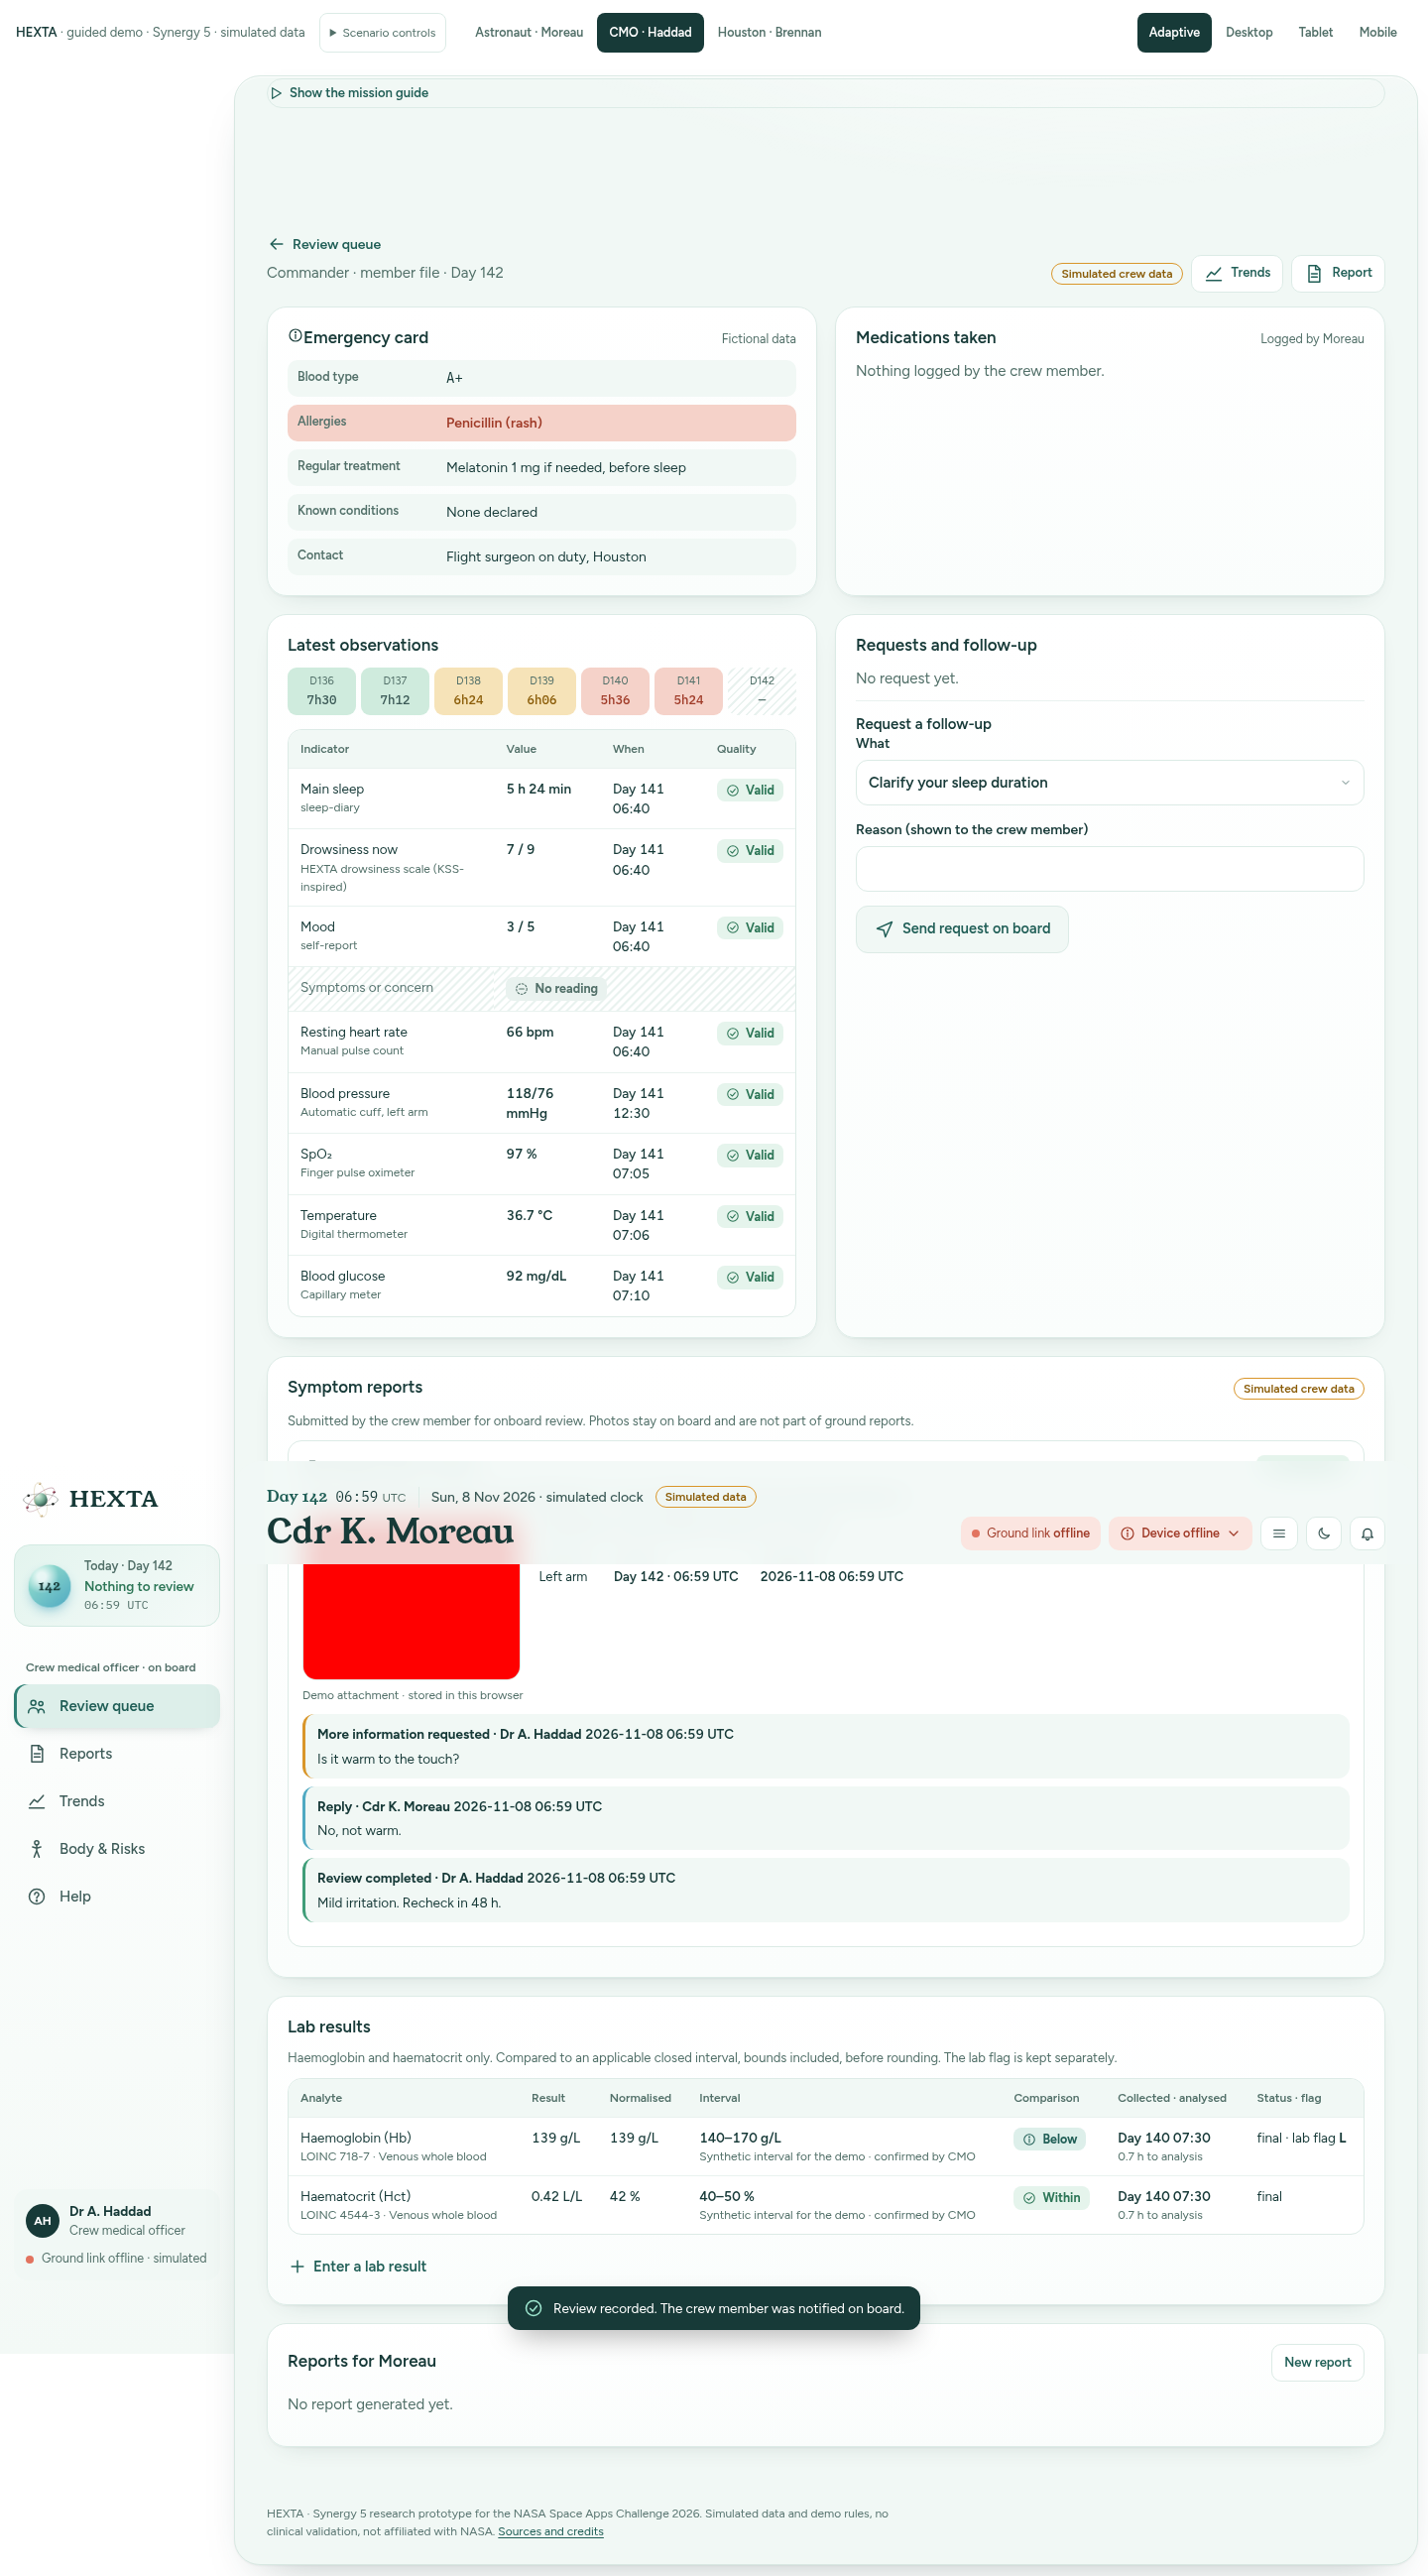 HEXTA · guided demo · Synergy 5 · simulated data
Scenario controls
Astronaut · Moreau
CMO · Haddad
Houston · Brennan
Adaptive
Desktop
Tablet
Mobile
Show the mission guide
Review queue
Commander · member file · Day 142
Simulated crew data
Trends
Report
Emergency card
Fictional data
Blood type
A+
Allergies
Penicillin (rash)
Regular treatment
Melatonin 1 mg if needed, before sleep
Known conditions
None declared
Contact
Flight surgeon on duty, Houston
Medications taken
Logged by Moreau
Nothing logged by the crew member.
Latest observations
D136
7h30
D137
7h12
D138
6h24
D139
6h06
D140
5h36
D141
5h24
D142
–
Indicator Value When Quality
Main sleep
sleep-diary
5 h 24 min
Day 141
06:40
Valid
Drowsiness now
HEXTA drowsiness scale (KSS-
inspired)
7 / 9
Day 141
06:40
Valid
Mood
self-report
3 / 5
Day 141
06:40
Valid
Symptoms or concern
No reading
Resting heart rate
Manual pulse count
66 bpm
Day 141
06:40
Valid
Blood pressure
Automatic cuff, left arm
118/76
mmHg
Day 141
12:30
Valid
SpO₂
Finger pulse oximeter
97 %
Day 141
07:05
Valid
Temperature
Digital thermometer
36.7 °C
Day 141
07:06
Valid
Blood glucose
Capillary meter
92 mg/dL
Day 141
07:10
Valid
Requests and follow-up
No request yet.
Request a follow-up
What
Clarify your sleep duration
Reason (shown to the crew member)
Send request on board
Symptom reports
Simulated crew data
Submitted by the crew member for onboard review. Photos stay on board and are not part of ground reports.
HEXTA
142
Today · Day 142
Nothing to review
06:59 UTC
Crew medical officer · on board
Review queue
Reports
Trends
Body & Risks
Help
AH
Dr A. Haddad
Crew medical officer
Ground link offline · simulated
Day 142 06:59 UTC
Sun, 8 Nov 2026 · simulated clock
Simulated data
Cdr K. Moreau
Ground link offline
Device offline
Left arm
Day 142 · 06:59 UTC
2026-11-08 06:59 UTC
Demo attachment · stored in this browser
More information requested · Dr A. Haddad 2026-11-08 06:59 UTC
Is it warm to the touch?
Reply · Cdr K. Moreau 2026-11-08 06:59 UTC
No, not warm.
Review completed · Dr A. Haddad 2026-11-08 06:59 UTC
Mild irritation. Recheck in 48 h.
Lab results
Haemoglobin and haematocrit only. Compared to an applicable closed interval, bounds included, before rounding. The lab flag is kept separately.
Analyte Result Normalised Interval Comparison Collected · analysed Status · flag
Haemoglobin (Hb)
LOINC 718-7 · Venous whole blood
139 g/L
139 g/L
140–170 g/L
Synthetic interval for the demo · confirmed by CMO
Below
Day 140 07:30
0.7 h to analysis
final · lab flag L
Haematocrit (Hct)
LOINC 4544-3 · Venous whole blood
0.42 L/L
42 %
40–50 %
Synthetic interval for the demo · confirmed by CMO
Within
Day 140 07:30
0.7 h to analysis
final
Enter a lab result
Review recorded. The crew member was notified on board.
Reports for Moreau
New report
No report generated yet.
HEXTA · Synergy 5 research prototype for the NASA Space Apps Challenge 2026. Simulated data and demo rules, no
clinical validation, not affiliated with NASA. Sources and credits